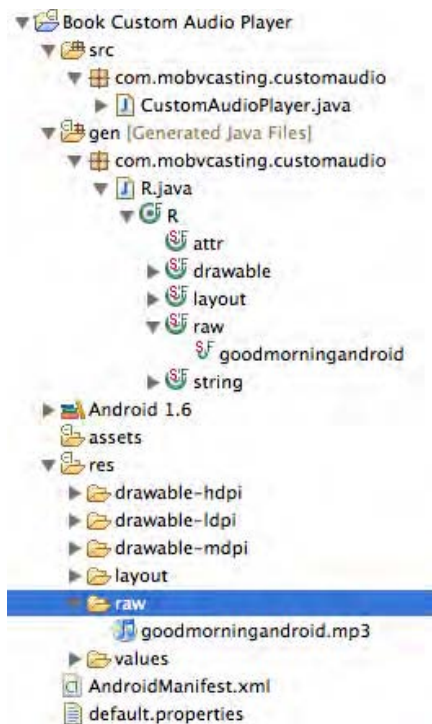 Book Custom Audio Player
src
com.mobvcasting.customaudio
CustomAudioPlayer.java
gen [Generated Java Files]
com.mobvcasting.customaudio
R.java
R
attr
drawable
layout
raw
goodmorningandroid
string
Android 1.6
assets
res
drawable-hdpi
drawable-ldpi
drawable-mdpi
layout
raw
goodmorningandroid.mp3
values
AndroidManifest.xml
default.properties